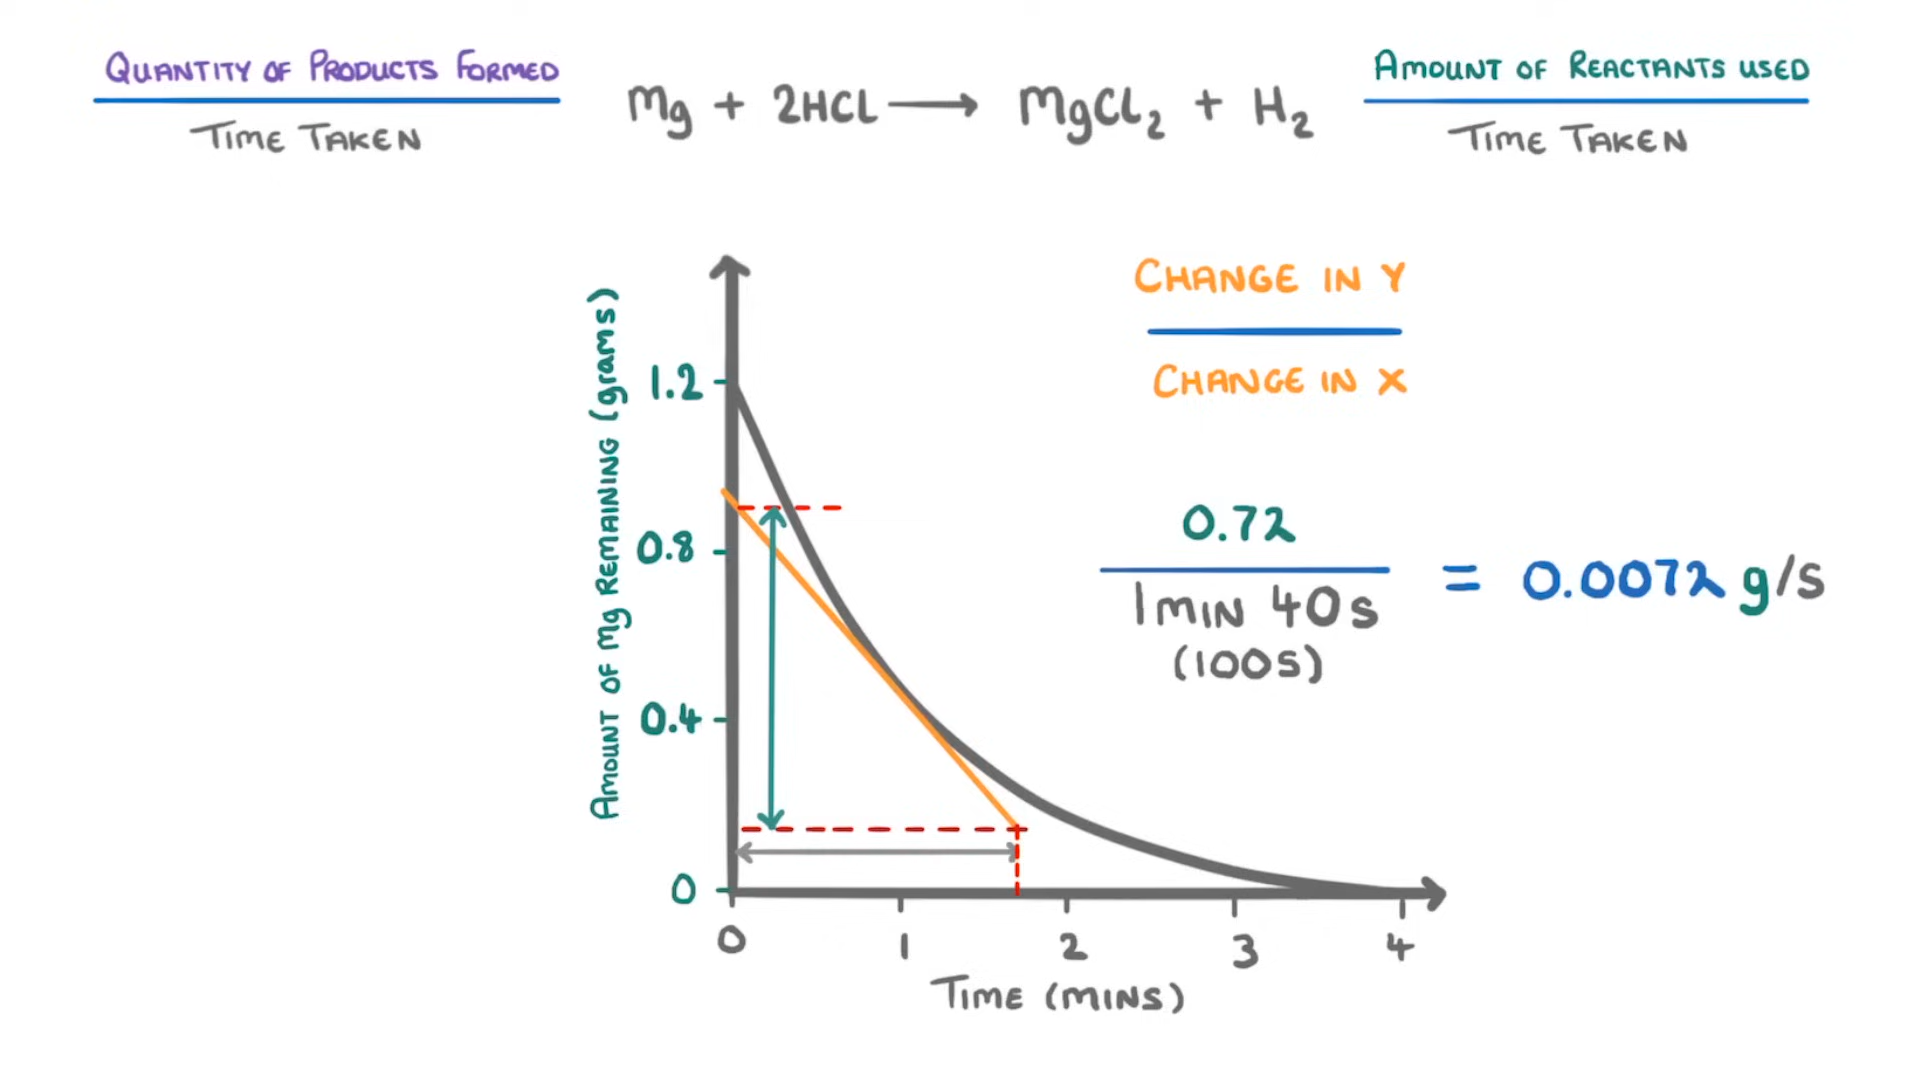 QUANTITY OF PRODUCTS FORMED
TIME TAKEN
Mg + 2HCL → MgCL₂ + H₂
AMOUNT OF REACTANTS USED
TIME TAKEN
CHANGE IN Y
CHANGE IN X
AMOUNT OF Mg REMAINING (grams)
1.2
0.8
0.4
0
0.72
1 MIN 40s
(100s)
= 0.0072 g/s
0 1 2 3 4
TIME (MINS)